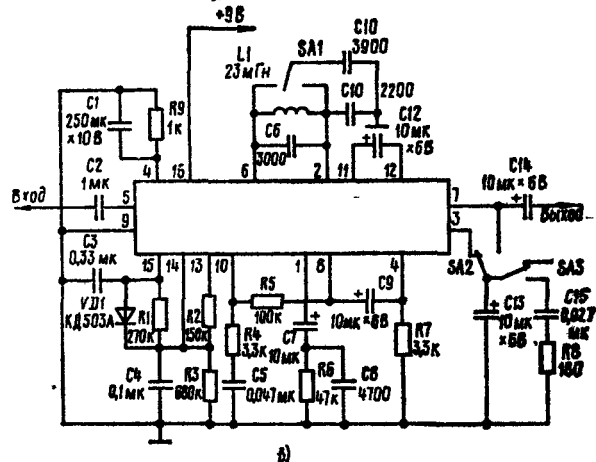 +9В
C10
3900
L1
23мГн
SA1
C1
250мк
×10В
R9
1к
C6
3000
C10
2200
C12
10мк
×6В
C2
1мк
4
16
6
2
11
12
C14
10мк×6В
Вход
5
9
7
3
Выход
C3
0,33мк
15
14
13
10
1
8
4
SA2
SA3
VD1
КД503А
R1
270к
R2
150к
R5
100к
C9
10мк×6В
C13
10мк
×6В
C15
0,027
мк
R4
3,3к
C7
10мк
R7
3,3к
R8
180
C4
0,1мк
R3
680к
C5
0,047мк
R6
47к
C8
4700
в)